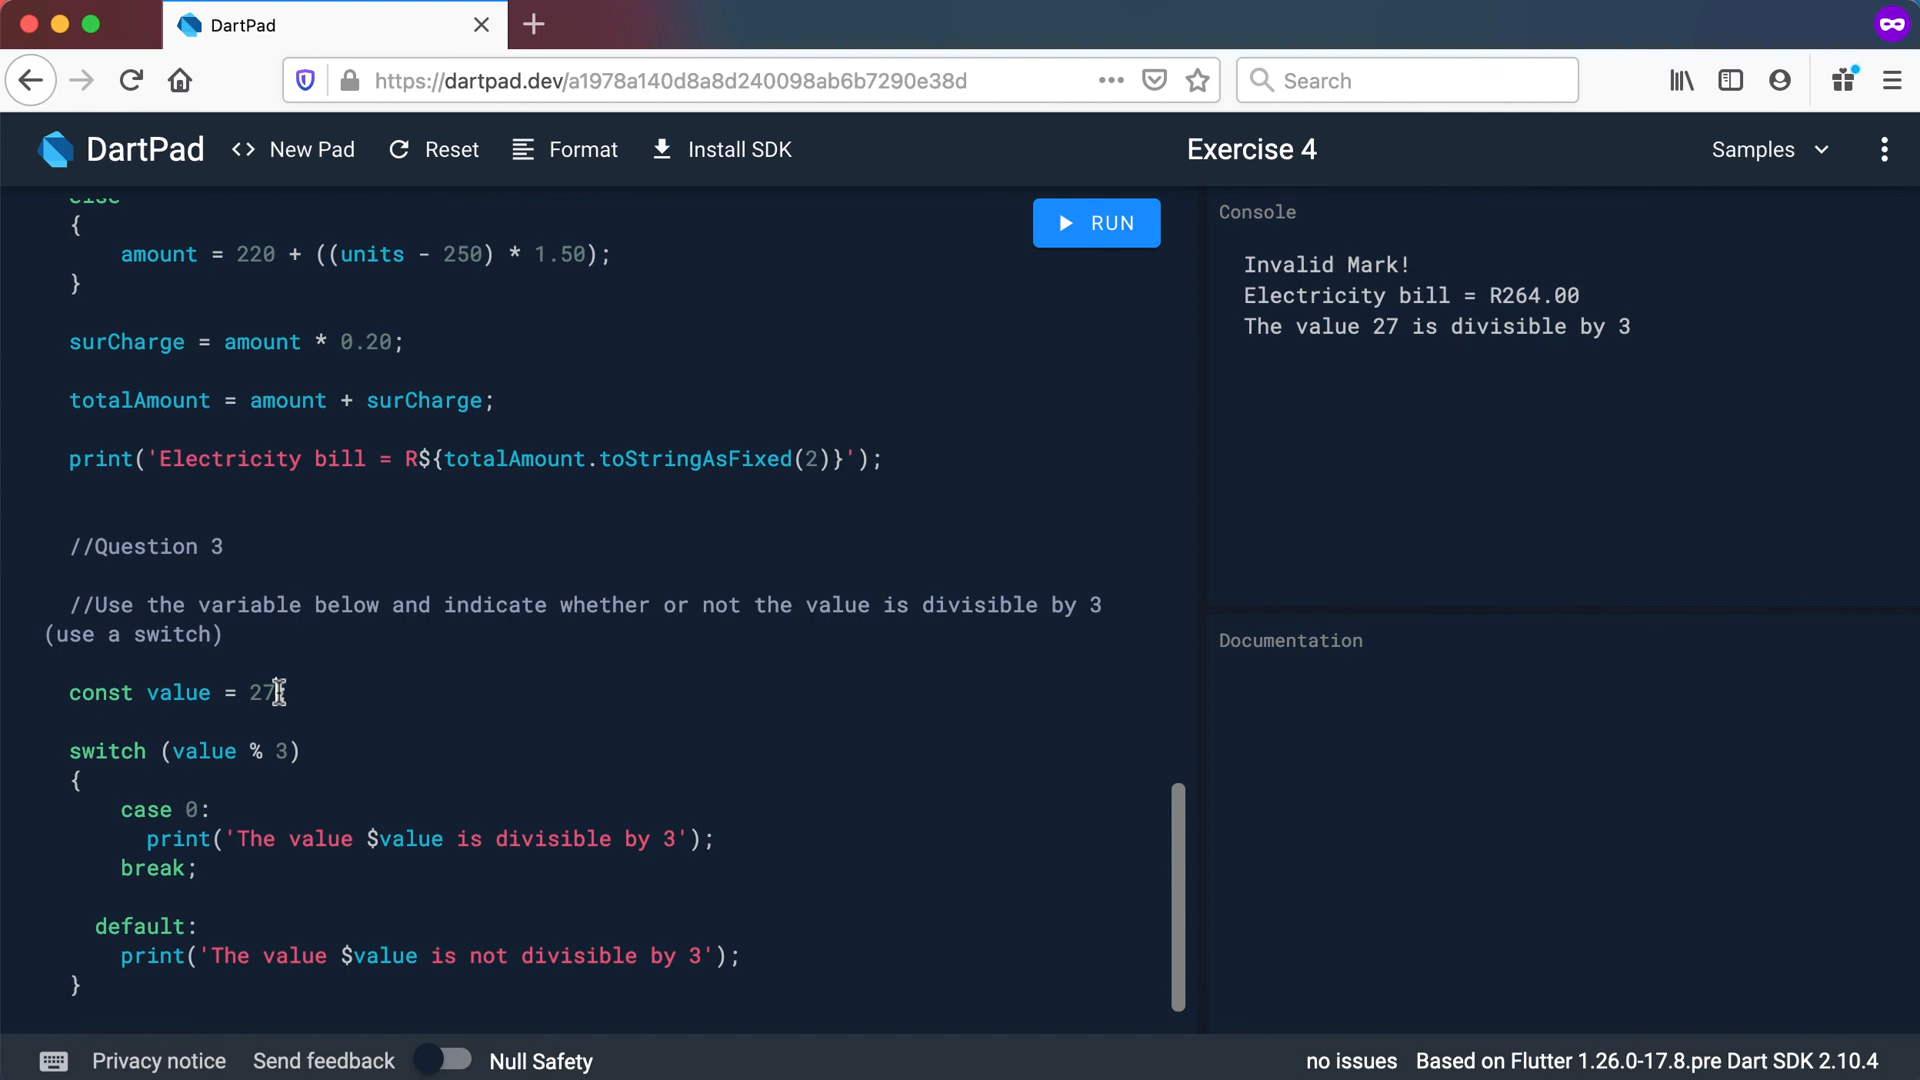 DartPad
https://dartpad.dev/a1978a140d8a8d240098ab6b7290e38d
Search
DartPad
New Pad
Reset
Format
Install SDK
Exercise 4
Samples
else
{
amount = 220 + ((units - 250) * 1.50);
}
surCharge = amount * 0.20;
totalAmount = amount + surCharge;
print('Electricity bill = R${totalAmount.toStringAsFixed(2)}');
//Question 3
//Use the variable below and indicate whether or not the value is divisible by 3
(use a switch)
const value = 27;
switch (value % 3)
{
case 0:
print('The value $value is divisible by 3');
break;
default:
print('The value $value is not divisible by 3');
}
RUN
Console
Invalid Mark!
Electricity bill = R264.00
The value 27 is divisible by 3
Documentation
Privacy notice
Send feedback
Null Safety
no issues
Based on Flutter 1.26.0-17.8.pre Dart SDK 2.10.4